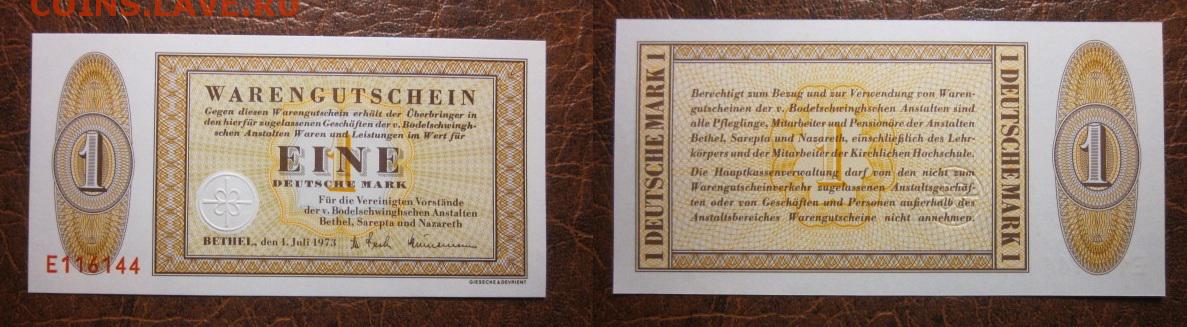 COINS.LAVE.RU
WARENGUTSCHEIN
Gegen diesen Warengutschein erhält der Überbringer in
den hierfür zugelassenen Geschäften der v. Bodelschwingh-
schen Anstalten Waren und Leistungen im Wert für
1
EINE
DEUTSCHE MARK
Für die Vereinigten Vorstände
der v. Bodelschwinghschen Anstalten
Bethel, Sarepta und Nazareth
BETHEL, den 1. Juli 1973
E116144
GIESECKE & DEVRIENT
1 DEUTSCHE MARK 1
Berechtigt zum Bezug und zur Verwendung von Waren-
gutscheinen der v. Bodelschwinghschen Anstalten sind
alle Pfleglinge, Mitarbeiter und Pensionäre der Anstalten
Bethel, Sarepta und Nazareth, einschließlich des Lehr-
körpers und der Mitarbeiter der Kirchlichen Hochschule.
Die Hauptkassenverwaltung darf von den nicht zum
Warengutscheinverkehr zugelassenen Anstaltsgeschäf-
ten oder von Geschäften und Personen außerhalb des
Anstaltsbereiches Warengutscheine nicht annehmen.
1
1 DEUTSCHE MARK 1
1